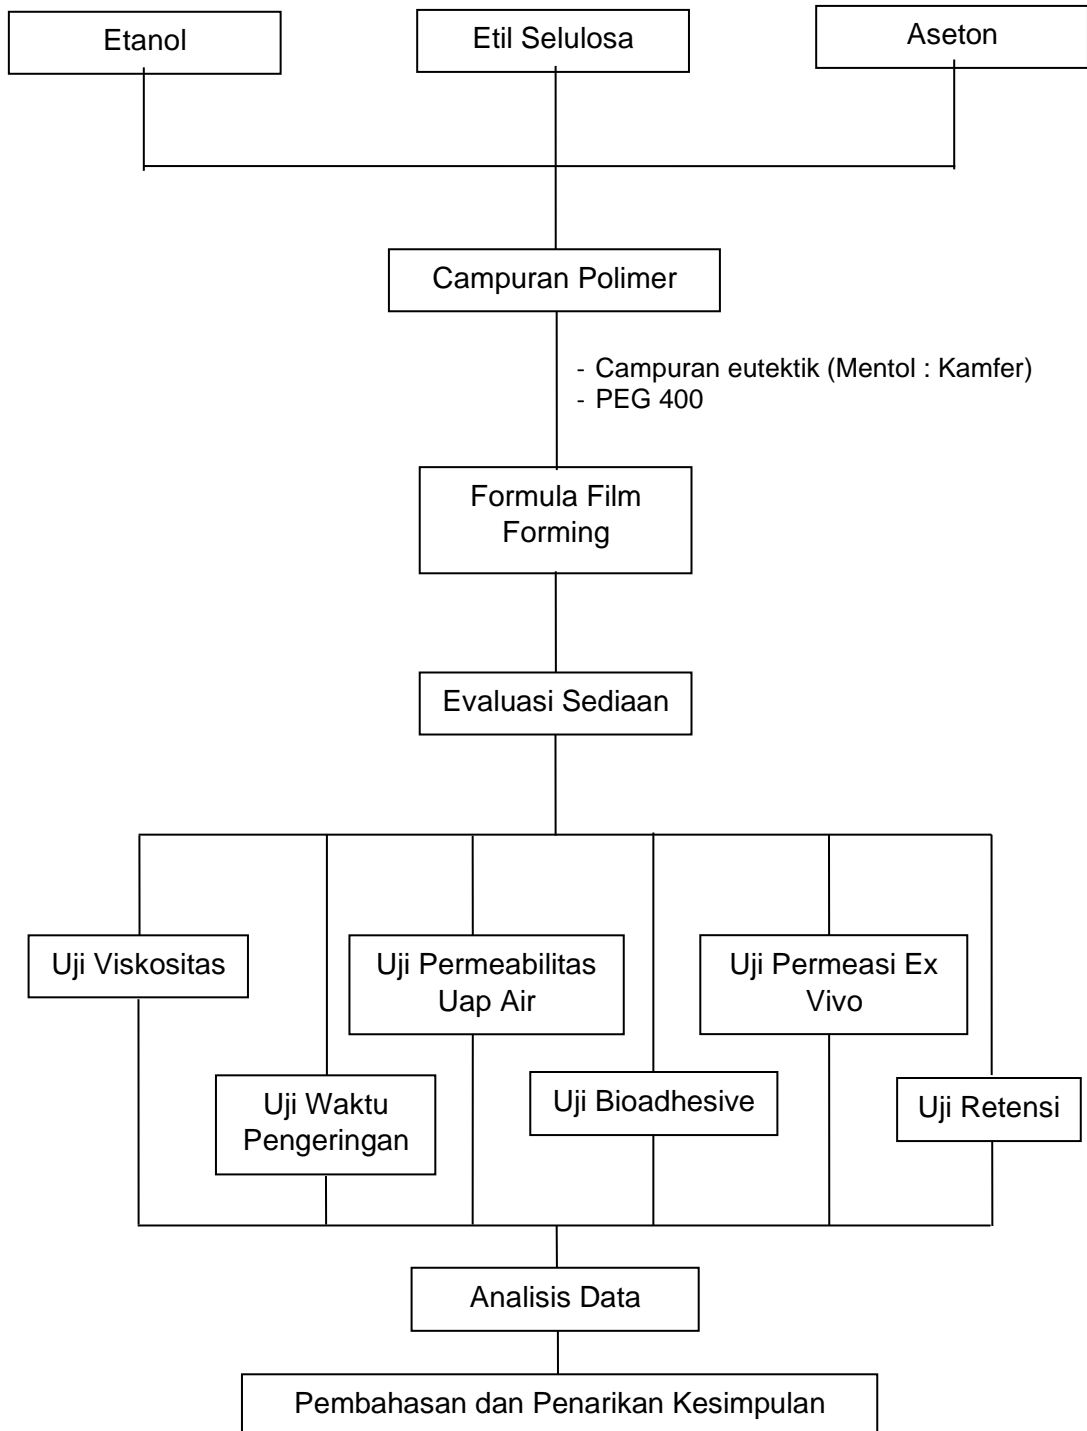 Etanol
Etil Selulosa
Aseton
Campuran Polimer
- Campuran eutektik (Mentol : Kamfer)
- PEG 400
Formula Film
Forming
Evaluasi Sediaan
Uji Viskositas
Uji Permeabilitas
Uap Air
Uji Permeasi Ex
Vivo
Uji Waktu
Pengeringan
Uji Bioadhesive
Uji Retensi
Analisis Data
Pembahasan dan Penarikan Kesimpulan